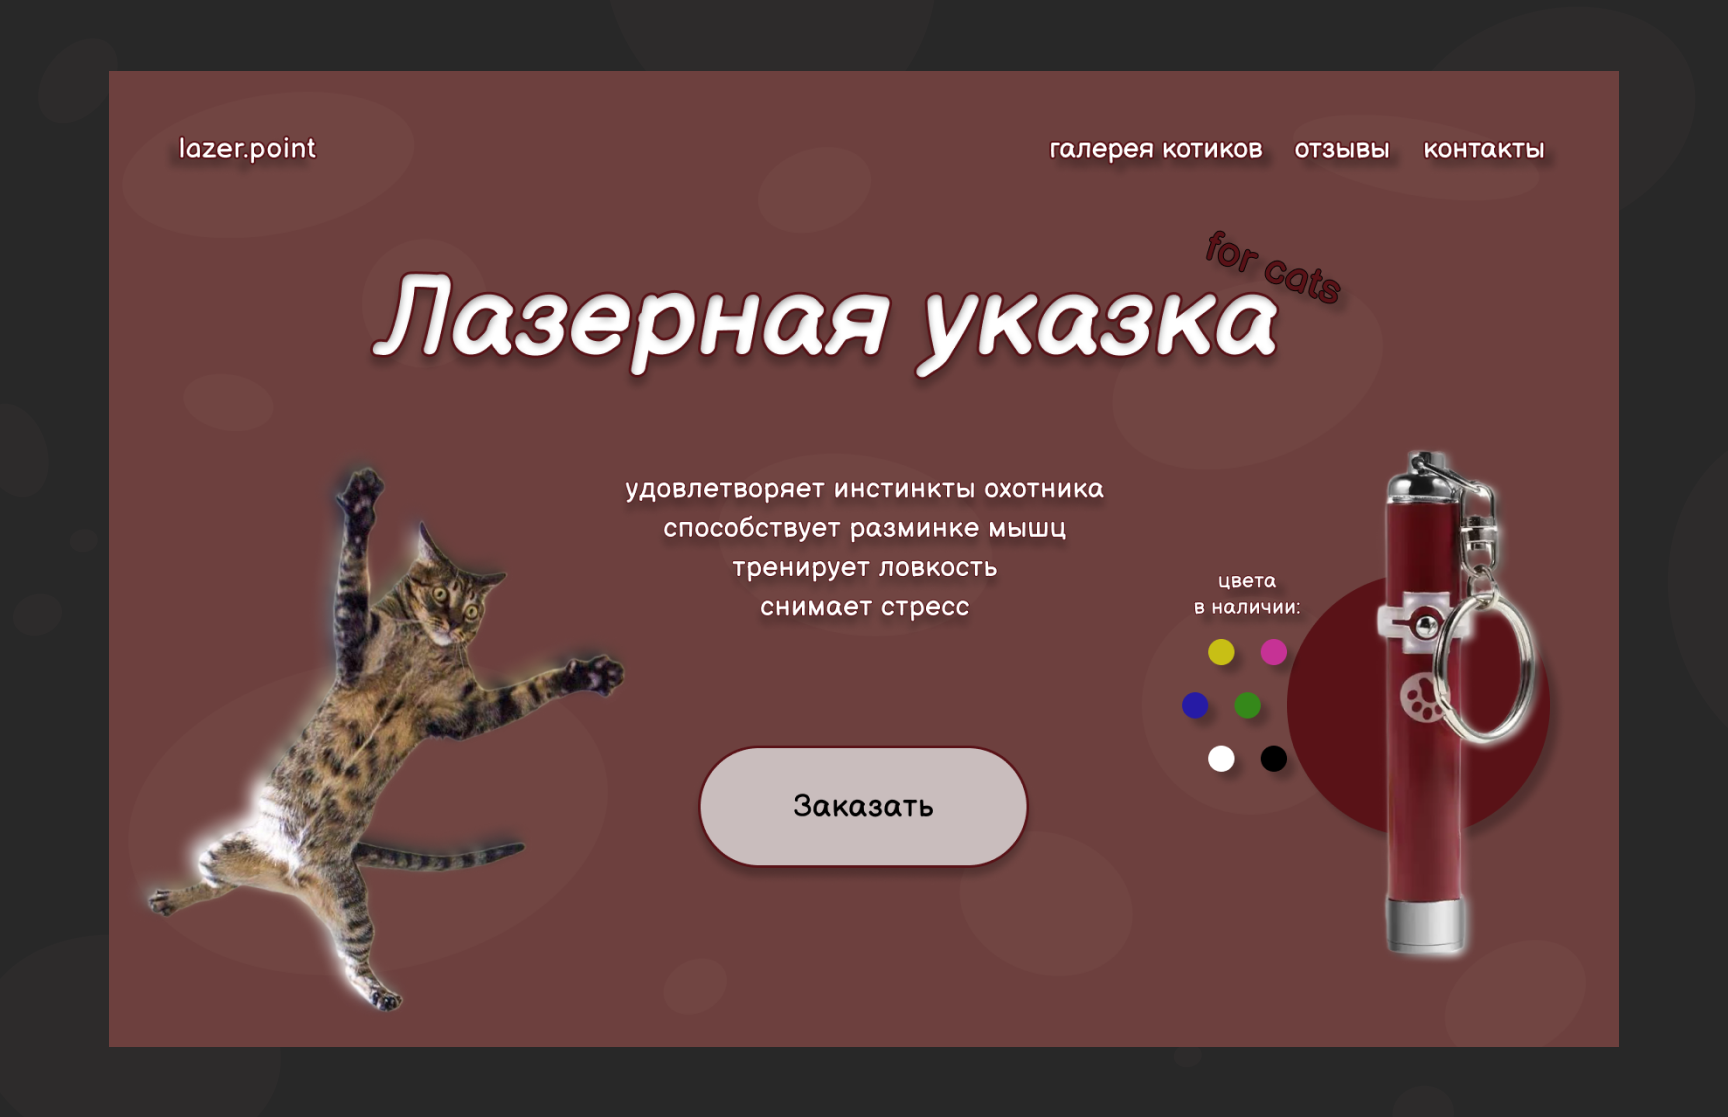 lazer.point
галерея котиков отзывы контакты
for cats
Лазерная указка
удовлетворяет инстинкты охотника
способствует разминке мышц
тренирует ловкость
снимает стресс
цвета
в наличии:
Заказать